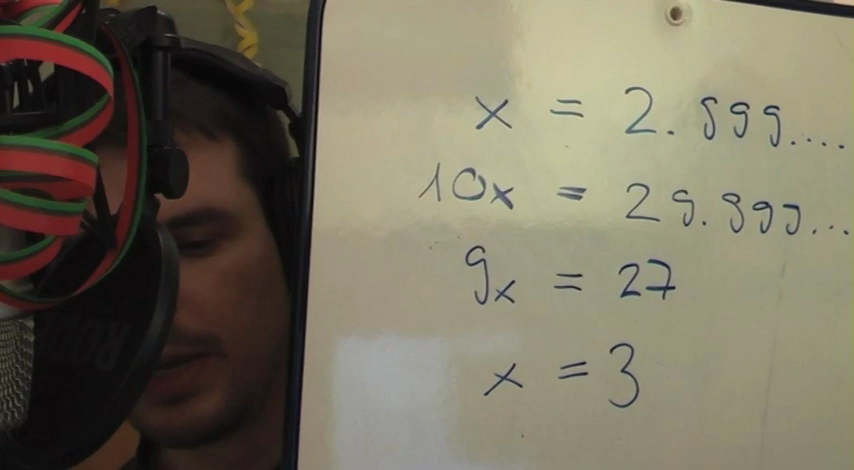 x = 2.999....
10x = 29.999...
9x = 27
x = 3